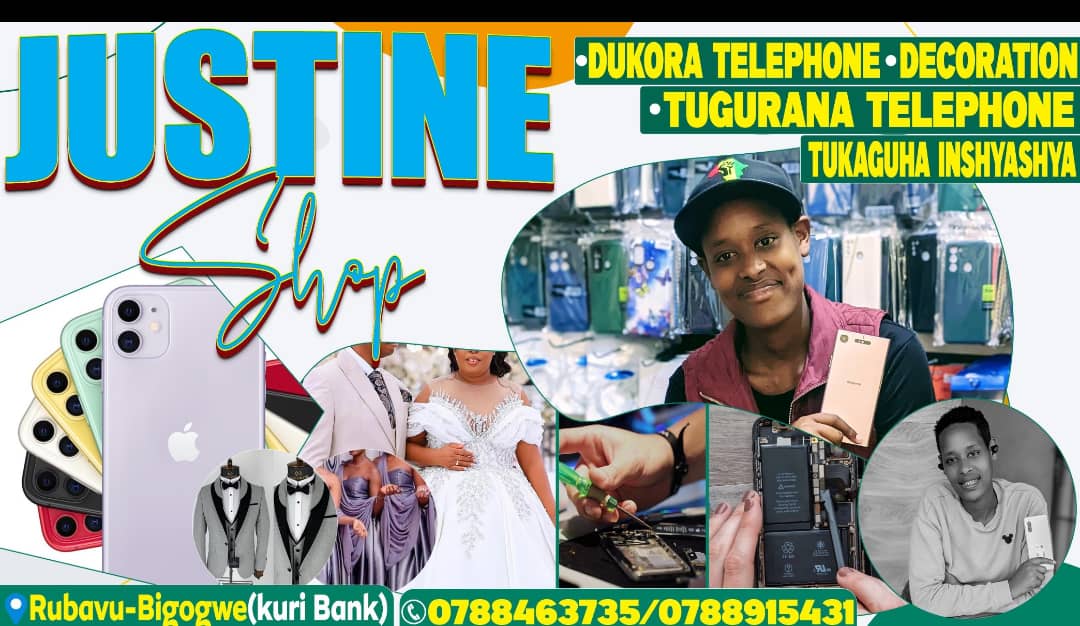 JUSTINE
Shop
•DUKORA TELEPHONE •DECORATION
•TUGURANA TELEPHONE
TUKAGUHA INSHYASHYA
Rubavu-Bigogwe(kuri Bank)
0788463735/0788915431